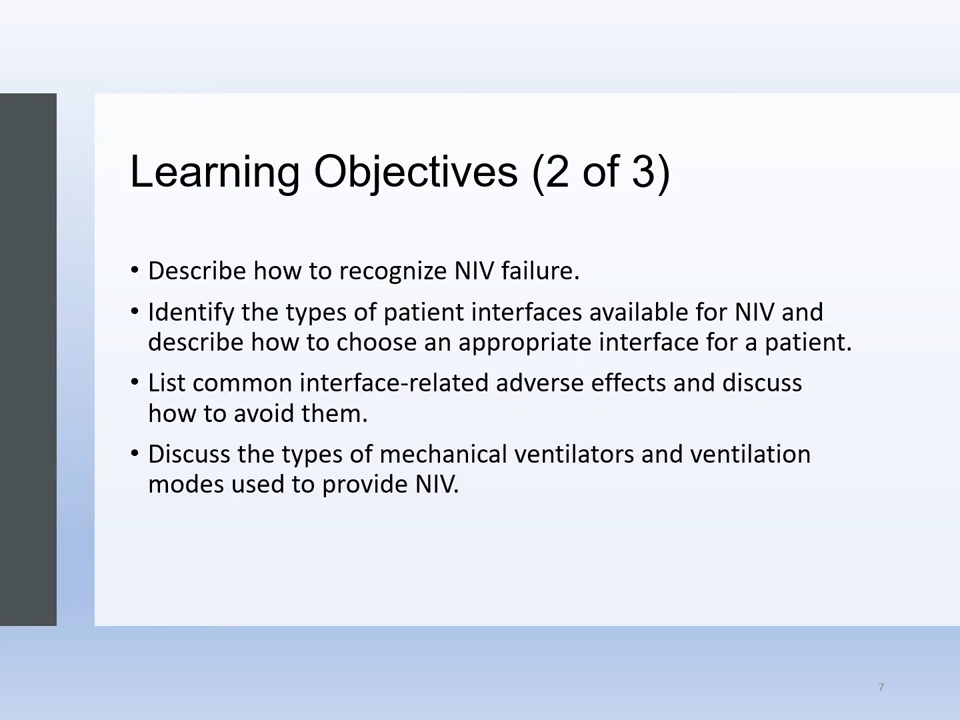 Learning Objectives (2 of 3)
• Describe how to recognize NIV failure.
• Identify the types of patient interfaces available for NIV and
describe how to choose an appropriate interface for a patient.
• List common interface-related adverse effects and discuss
how to avoid them.
• Discuss the types of mechanical ventilators and ventilation
modes used to provide NIV.
7